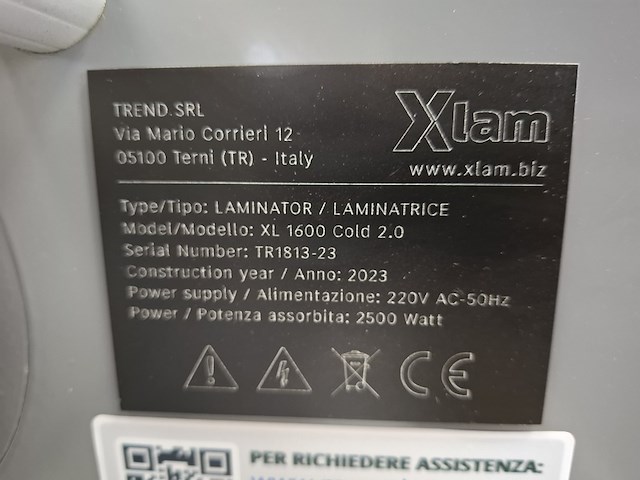 TREND SRL
Via Mario Corrieri 12
05100 Terni (TR) - Italy
Xlam
www.xlam.biz
Type/Tipo: LAMINATOR / LAMINATRICE
Model/Modello: XL 1600 Cold 2.0
Serial Number: TR1813-23
Construction year / Anno: 2023
Power supply / Alimentazione: 220V AC-50Hz
Power / Potenza assorbita: 2500 Watt
CE
PER RICHIEDERE ASSISTENZA: